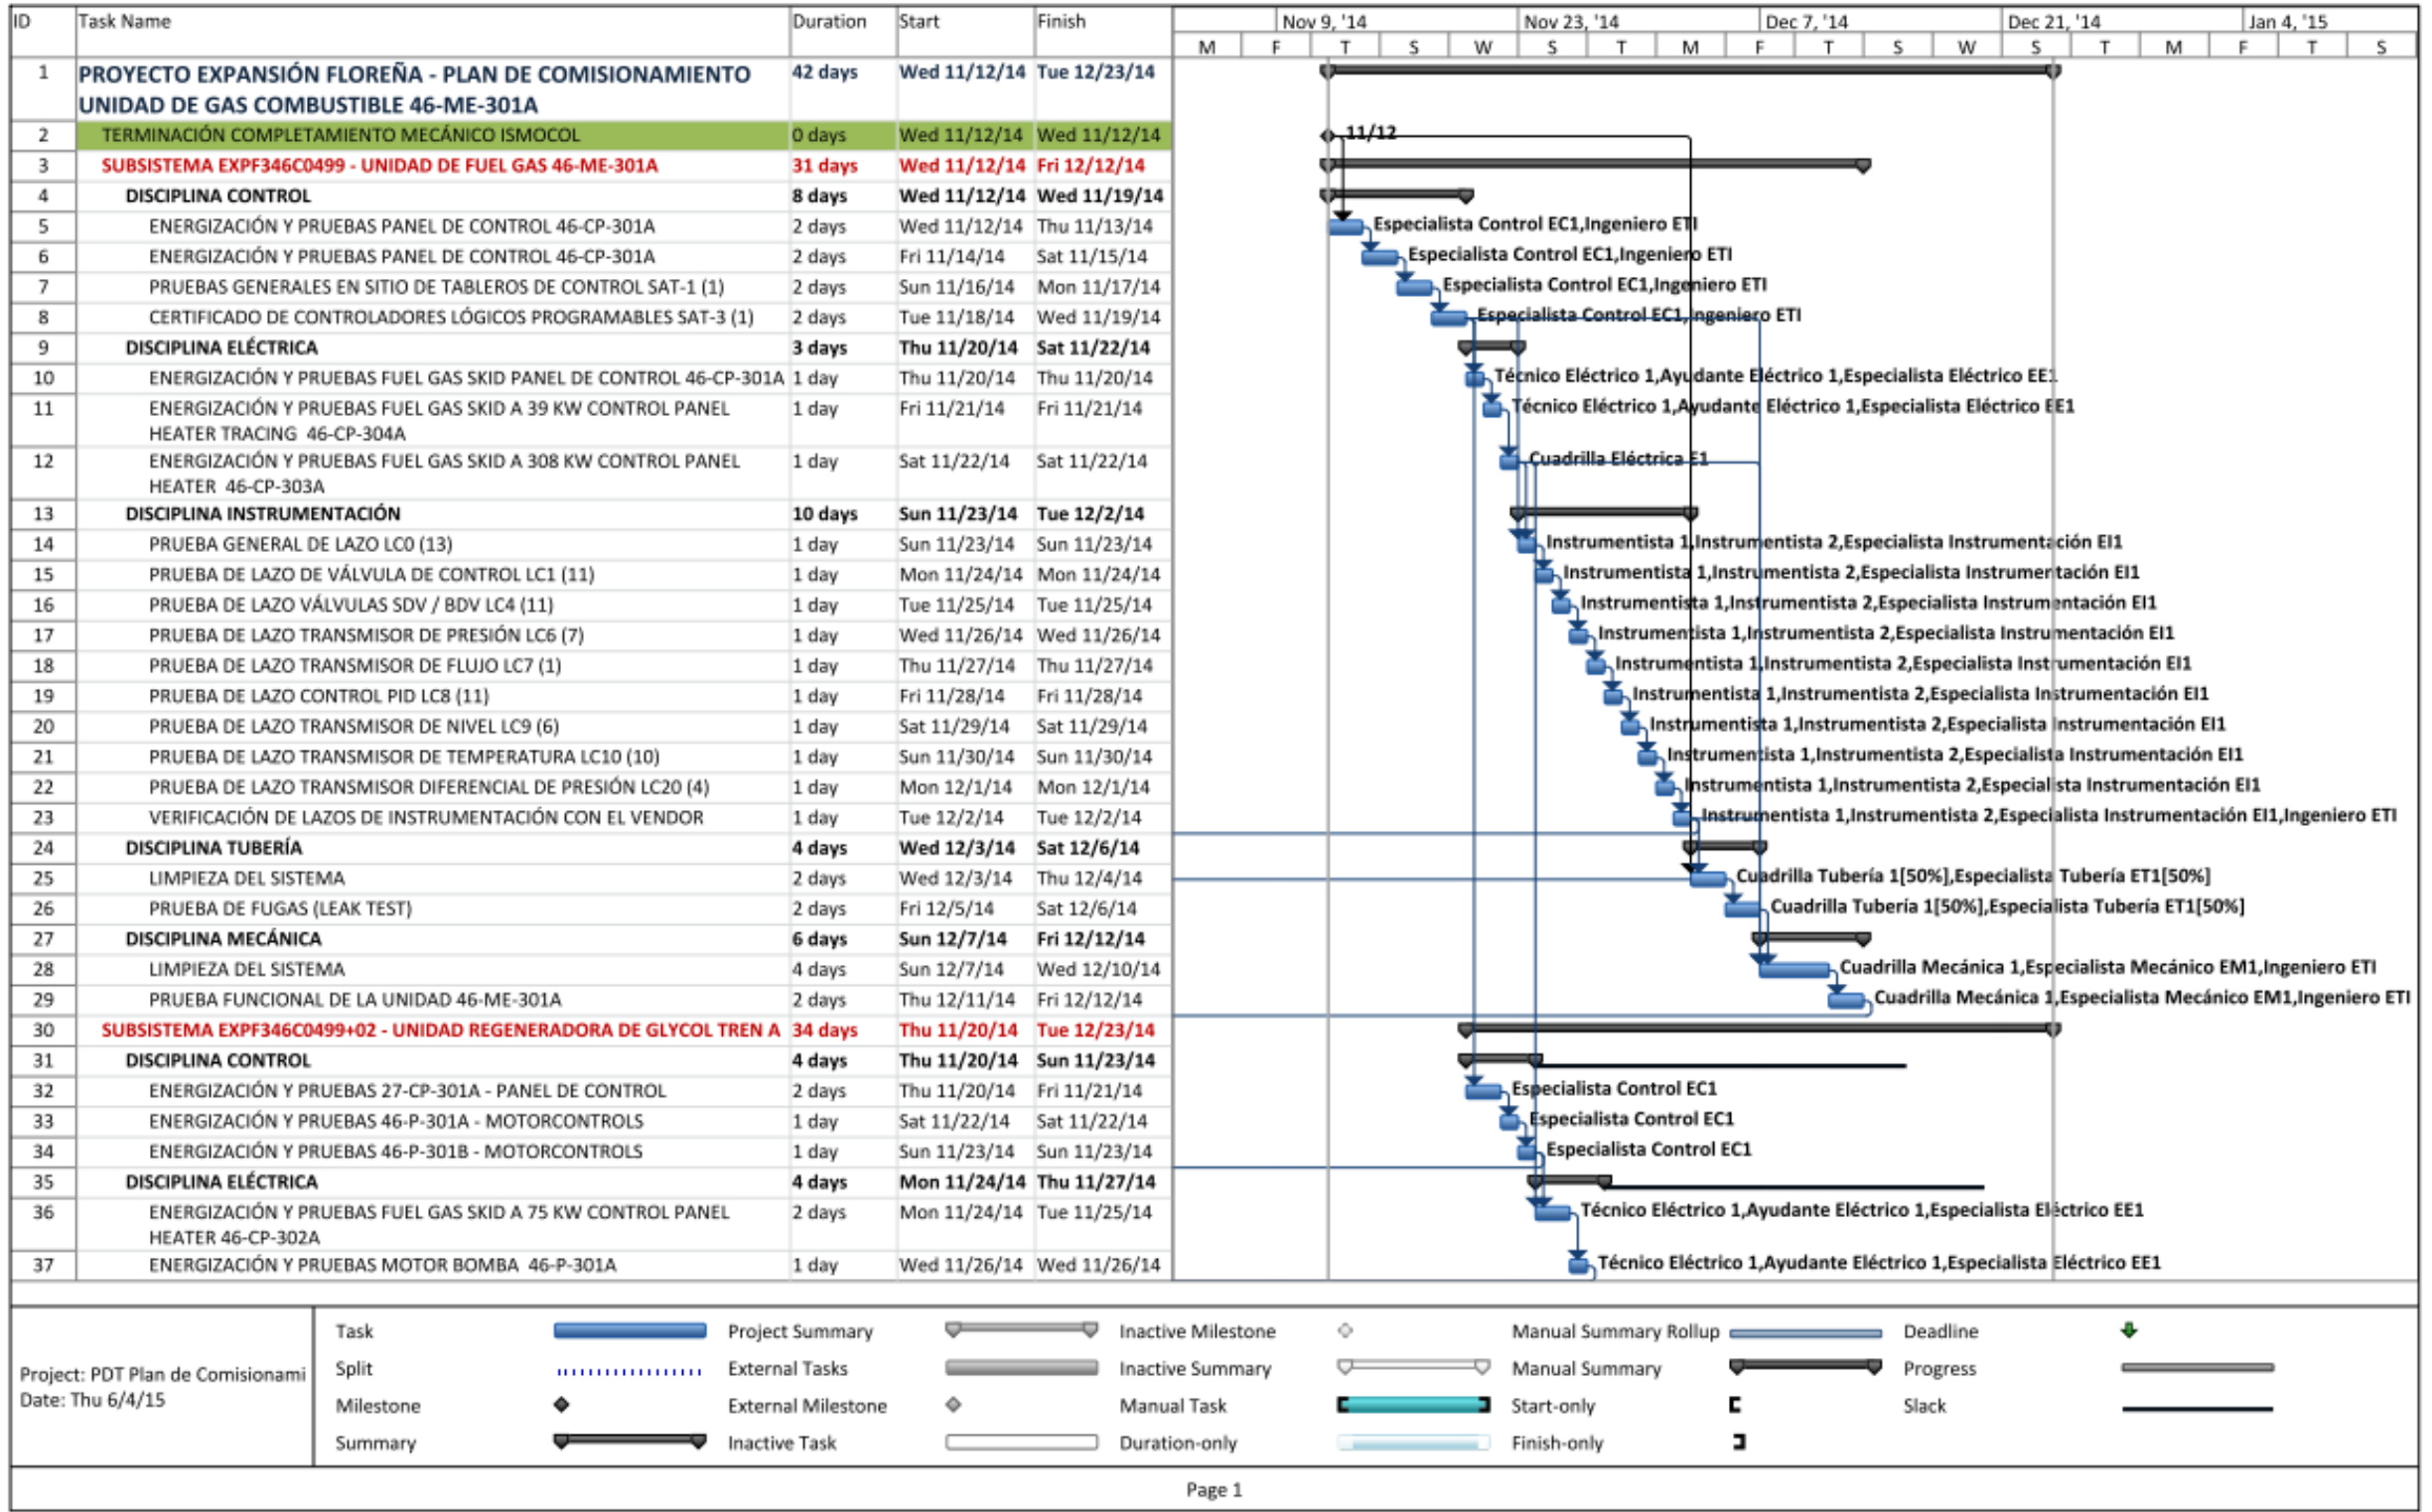 ID Task Name Duration Start Finish Nov 9, '14 Nov 23, '14 Dec 7, '14 Dec 21, '14 Jan 4, '15
M F T S W S T M F T S W S T M F T S
1 PROYECTO EXPANSIÓN FLOREÑA - PLAN DE COMISIONAMIENTO 42 days Wed 11/12/14 Tue 12/23/14
UNIDAD DE GAS COMBUSTIBLE 46-ME-301A
2 TERMINACIÓN COMPLETAMIENTO MECÁNICO ISMOCOL 0 days Wed 11/12/14 Wed 11/12/14 11/12
3 SUBSISTEMA EXPF346C0499 - UNIDAD DE FUEL GAS 46-ME-301A 31 days Wed 11/12/14 Fri 12/12/14
4 DISCIPLINA CONTROL 8 days Wed 11/12/14 Wed 11/19/14
5 ENERGIZACIÓN Y PRUEBAS PANEL DE CONTROL 46-CP-301A 2 days Wed 11/12/14 Thu 11/13/14 Especialista Control EC1,Ingeniero ETI
6 ENERGIZACIÓN Y PRUEBAS PANEL DE CONTROL 46-CP-301A 2 days Fri 11/14/14 Sat 11/15/14 Especialista Control EC1,Ingeniero ETI
7 PRUEBAS GENERALES EN SITIO DE TABLEROS DE CONTROL SAT-1 (1) 2 days Sun 11/16/14 Mon 11/17/14 Especialista Control EC1,Ingeniero ETI
8 CERTIFICADO DE CONTROLADORES LÓGICOS PROGRAMABLES SAT-3 (1) 2 days Tue 11/18/14 Wed 11/19/14 Especialista Control EC1,Ingeniero ETI
9 DISCIPLINA ELÉCTRICA 3 days Thu 11/20/14 Sat 11/22/14
10 ENERGIZACIÓN Y PRUEBAS FUEL GAS SKID PANEL DE CONTROL 46-CP-301A 1 day Thu 11/20/14 Thu 11/20/14 Técnico Eléctrico 1,Ayudante Eléctrico 1,Especialista Eléctrico EE1
11 ENERGIZACIÓN Y PRUEBAS FUEL GAS SKID A 39 KW CONTROL PANEL 1 day Fri 11/21/14 Fri 11/21/14 Técnico Eléctrico 1,Ayudante Eléctrico 1,Especialista Eléctrico EE1
HEATER TRACING 46-CP-304A
12 ENERGIZACIÓN Y PRUEBAS FUEL GAS SKID A 308 KW CONTROL PANEL 1 day Sat 11/22/14 Sat 11/22/14 Cuadrilla Eléctrica E1
HEATER 46-CP-303A
13 DISCIPLINA INSTRUMENTACIÓN 10 days Sun 11/23/14 Tue 12/2/14
14 PRUEBA GENERAL DE LAZO LC0 (13) 1 day Sun 11/23/14 Sun 11/23/14 Instrumentista 1,Instrumentista 2,Especialista Instrumentación EI1
15 PRUEBA DE LAZO DE VÁLVULA DE CONTROL LC1 (11) 1 day Mon 11/24/14 Mon 11/24/14 Instrumentista 1,Instrumentista 2,Especialista Instrumentación EI1
16 PRUEBA DE LAZO VÁLVULAS SDV / BDV LC4 (11) 1 day Tue 11/25/14 Tue 11/25/14 Instrumentista 1,Instrumentista 2,Especialista Instrumentación EI1
17 PRUEBA DE LAZO TRANSMISOR DE PRESIÓN LC6 (7) 1 day Wed 11/26/14 Wed 11/26/14 Instrumentista 1,Instrumentista 2,Especialista Instrumentación EI1
18 PRUEBA DE LAZO TRANSMISOR DE FLUJO LC7 (1) 1 day Thu 11/27/14 Thu 11/27/14 Instrumentista 1,Instrumentista 2,Especialista Instrumentación EI1
19 PRUEBA DE LAZO CONTROL PID LC8 (11) 1 day Fri 11/28/14 Fri 11/28/14 Instrumentista 1,Instrumentista 2,Especialista Instrumentación EI1
20 PRUEBA DE LAZO TRANSMISOR DE NIVEL LC9 (6) 1 day Sat 11/29/14 Sat 11/29/14 Instrumentista 1,Instrumentista 2,Especialista Instrumentación EI1
21 PRUEBA DE LAZO TRANSMISOR DE TEMPERATURA LC10 (10) 1 day Sun 11/30/14 Sun 11/30/14 Instrumentista 1,Instrumentista 2,Especialista Instrumentación EI1
22 PRUEBA DE LAZO TRANSMISOR DIFERENCIAL DE PRESIÓN LC20 (4) 1 day Mon 12/1/14 Mon 12/1/14 Instrumentista 1,Instrumentista 2,Especialista Instrumentación EI1
23 VERIFICACIÓN DE LAZOS DE INSTRUMENTACIÓN CON EL VENDOR 1 day Tue 12/2/14 Tue 12/2/14 Instrumentista 1,Instrumentista 2,Especialista Instrumentación EI1,Ingeniero ETI
24 DISCIPLINA TUBERÍA 4 days Wed 12/3/14 Sat 12/6/14
25 LIMPIEZA DEL SISTEMA 2 days Wed 12/3/14 Thu 12/4/14 Cuadrilla Tubería 1[50%],Especialista Tubería ET1[50%]
26 PRUEBA DE FUGAS (LEAK TEST) 2 days Fri 12/5/14 Sat 12/6/14 Cuadrilla Tubería 1[50%],Especialista Tubería ET1[50%]
27 DISCIPLINA MECÁNICA 6 days Sun 12/7/14 Fri 12/12/14
28 LIMPIEZA DEL SISTEMA 4 days Sun 12/7/14 Wed 12/10/14 Cuadrilla Mecánica 1,Especialista Mecánico EM1,Ingeniero ETI
29 PRUEBA FUNCIONAL DE LA UNIDAD 46-ME-301A 2 days Thu 12/11/14 Fri 12/12/14 Cuadrilla Mecánica 1,Especialista Mecánico EM1,Ingeniero ETI
30 SUBSISTEMA EXPF346C0499+02 - UNIDAD REGENERADORA DE GLYCOL TREN A 34 days Thu 11/20/14 Tue 12/23/14
31 DISCIPLINA CONTROL 4 days Thu 11/20/14 Sun 11/23/14
32 ENERGIZACIÓN Y PRUEBAS 27-CP-301A - PANEL DE CONTROL 2 days Thu 11/20/14 Fri 11/21/14 Especialista Control EC1
33 ENERGIZACIÓN Y PRUEBAS 46-P-301A - MOTORCONTROLS 1 day Sat 11/22/14 Sat 11/22/14 Especialista Control EC1
34 ENERGIZACIÓN Y PRUEBAS 46-P-301B - MOTORCONTROLS 1 day Sun 11/23/14 Sun 11/23/14 Especialista Control EC1
35 DISCIPLINA ELÉCTRICA 4 days Mon 11/24/14 Thu 11/27/14
36 ENERGIZACIÓN Y PRUEBAS FUEL GAS SKID A 75 KW CONTROL PANEL 2 days Mon 11/24/14 Tue 11/25/14 Técnico Eléctrico 1,Ayudante Eléctrico 1,Especialista Eléctrico EE1
HEATER 46-CP-302A
37 ENERGIZACIÓN Y PRUEBAS MOTOR BOMBA 46-P-301A 1 day Wed 11/26/14 Wed 11/26/14 Técnico Eléctrico 1,Ayudante Eléctrico 1,Especialista Eléctrico EE1
Project: PDT Plan de Comisionami
Date: Thu 6/4/15
Task Project Summary Inactive Milestone Manual Summary Rollup Deadline
Split External Tasks Inactive Summary Manual Summary Progress
Milestone External Milestone Manual Task Start-only Slack
Summary Inactive Task Duration-only Finish-only
Page 1